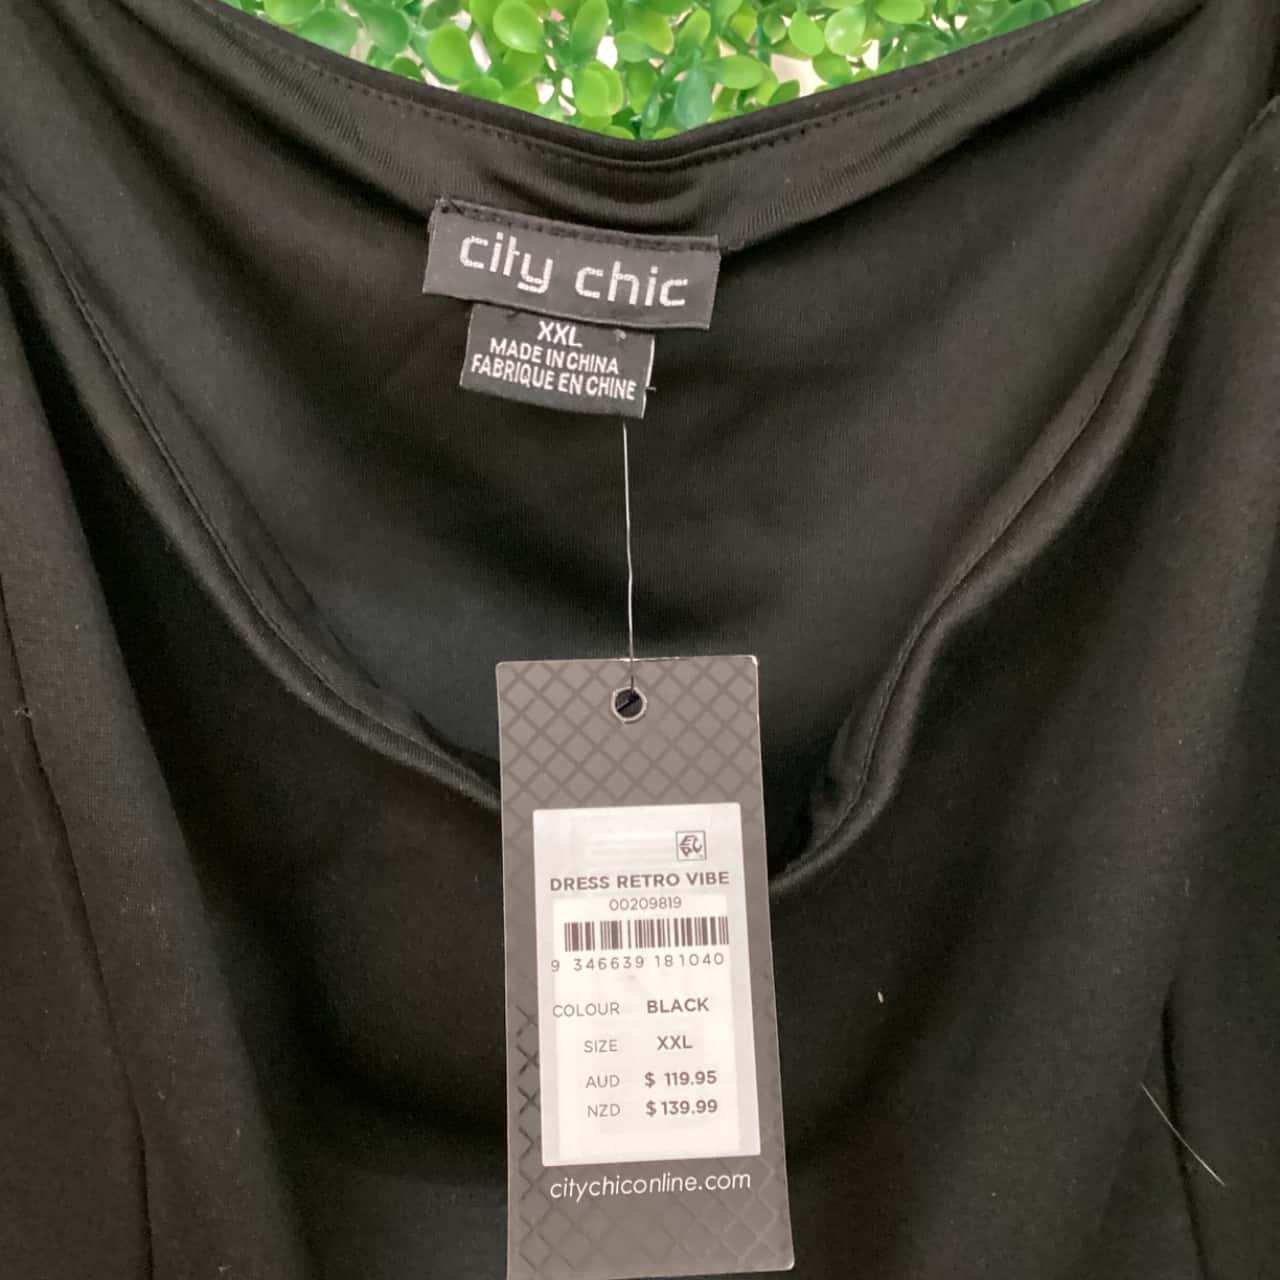 city chic
XXL
MADE IN CHINA
FABRIQUE EN CHINE
DRESS RETRO VIBE
00209819
9 346639 181040
COLOUR BLACK
SIZE XXL
AUD $ 119.95
NZD $ 139.99
citychiconline.com